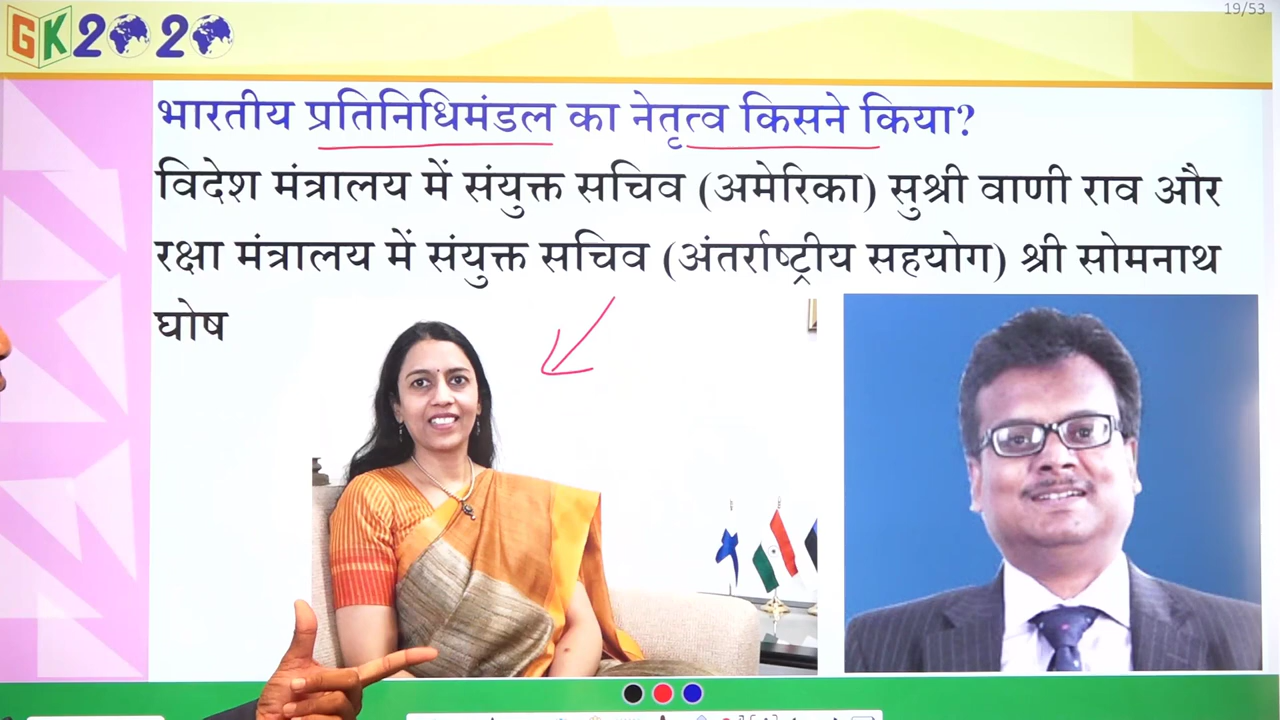 19/53
GK2020
भारतीय प्रतिनिधिमंडल का नेतृत्व किसने किया?
विदेश मंत्रालय में संयुक्त सचिव (अमेरिका) सुश्री वाणी राव और
रक्षा मंत्रालय में संयुक्त सचिव (अंतर्राष्ट्रीय सहयोग) श्री सोमनाथ
घोष